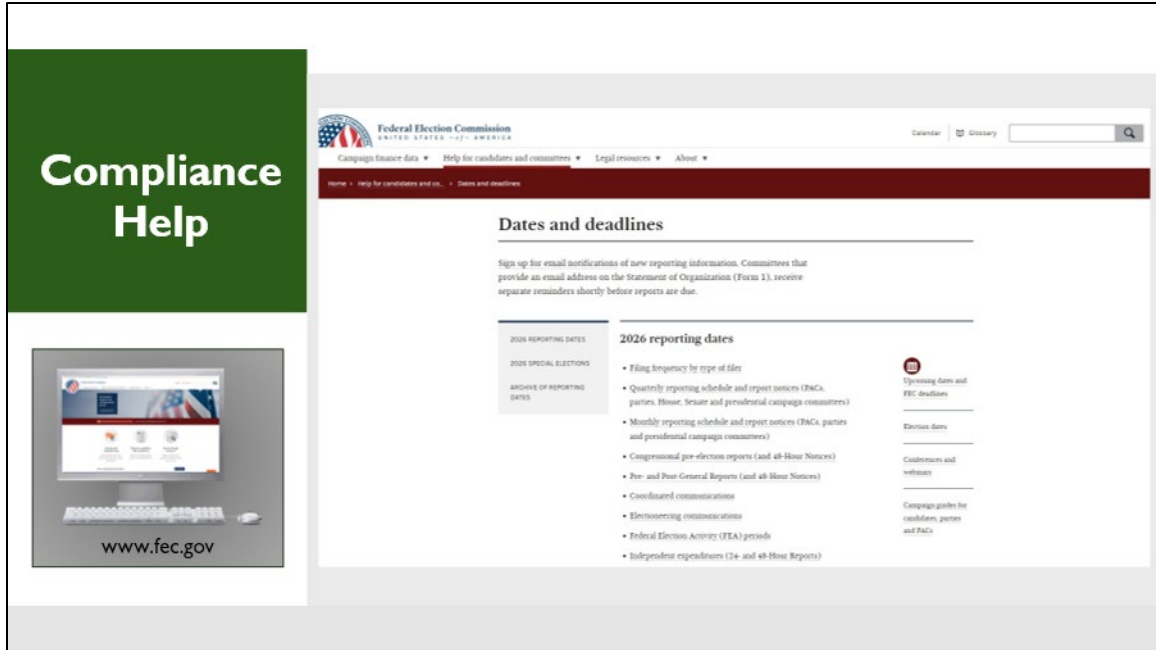 Compliance
Help
www.fec.gov
Federal Election Commission
UNITED STATES of AMERICA
Calendar
Glossary
Campaign finance data
Help for candidates and committees
Legal resources
About
Home
Help for candidates and co...
Dates and deadlines
Dates and deadlines
Sign up for email notifications of new reporting information. Committees that
provide an email address on the Statement of Organization (Form 1), receive
separate reminders shortly before reports are due.
2026 REPORTING DATES
2026 SPECIAL ELECTIONS
ARCHIVE OF REPORTING
DATES
2026 reporting dates
• Filing frequency by type of filer
• Quarterly reporting schedule and report notices (PACs,
parties, House, Senate and presidential campaign committees)
• Monthly reporting schedule and report notices (PACs, parties
and presidential campaign committees)
• Congressional pre-election reports (and 48-Hour Notices)
• Pre- and Post-General Reports (and 48-Hour Notices)
• Coordinated communications
• Electioneering communications
• Federal Election Activity (FEA) periods
• Independent expenditures (24- and 48-Hour Reports)
Upcoming dates and
FEC deadlines
Election dates
Conferences and
webinars
Campaign guides for
candidates, parties
and PACs